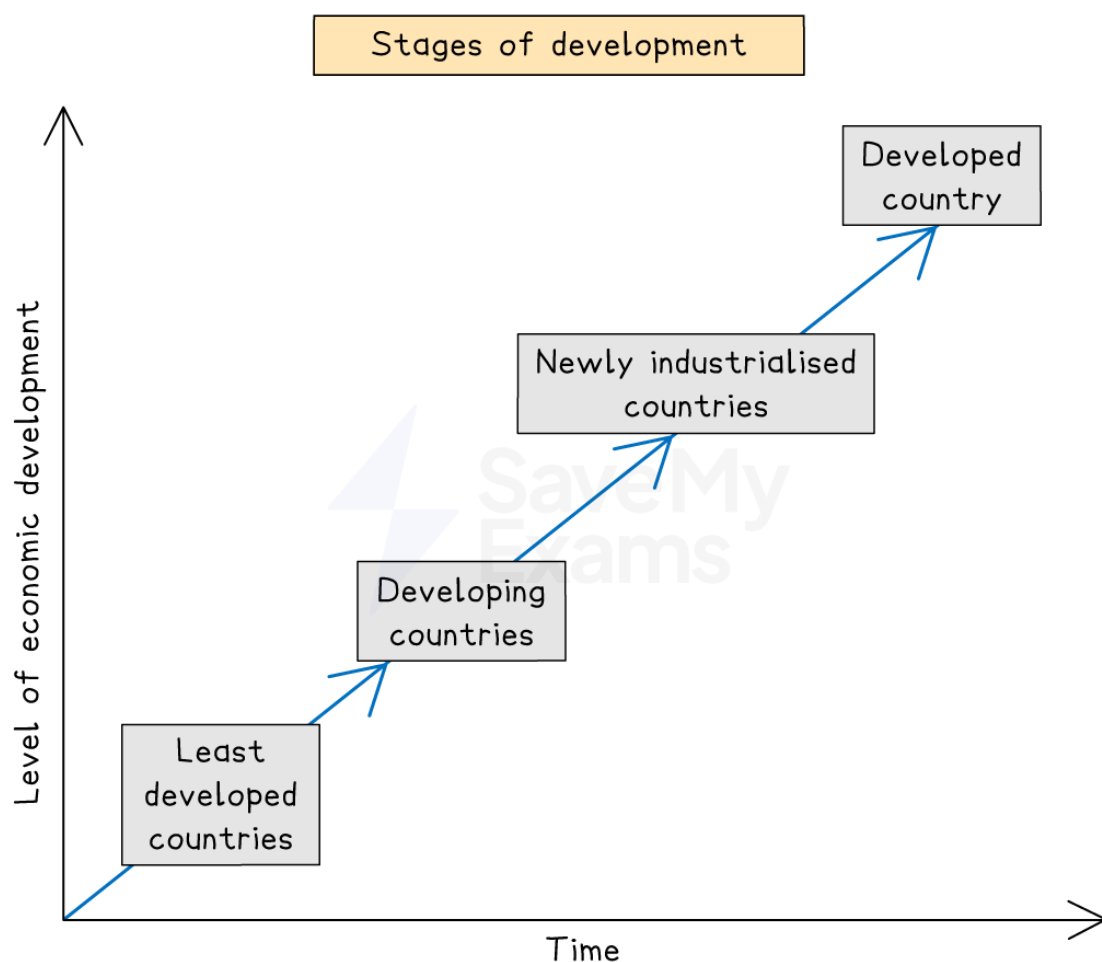 Stages of development
Developed
country
Newly industrialised
countries
SaveMy
Exams
Developing
countries
Least
developed
countries
Level of economic development
Time